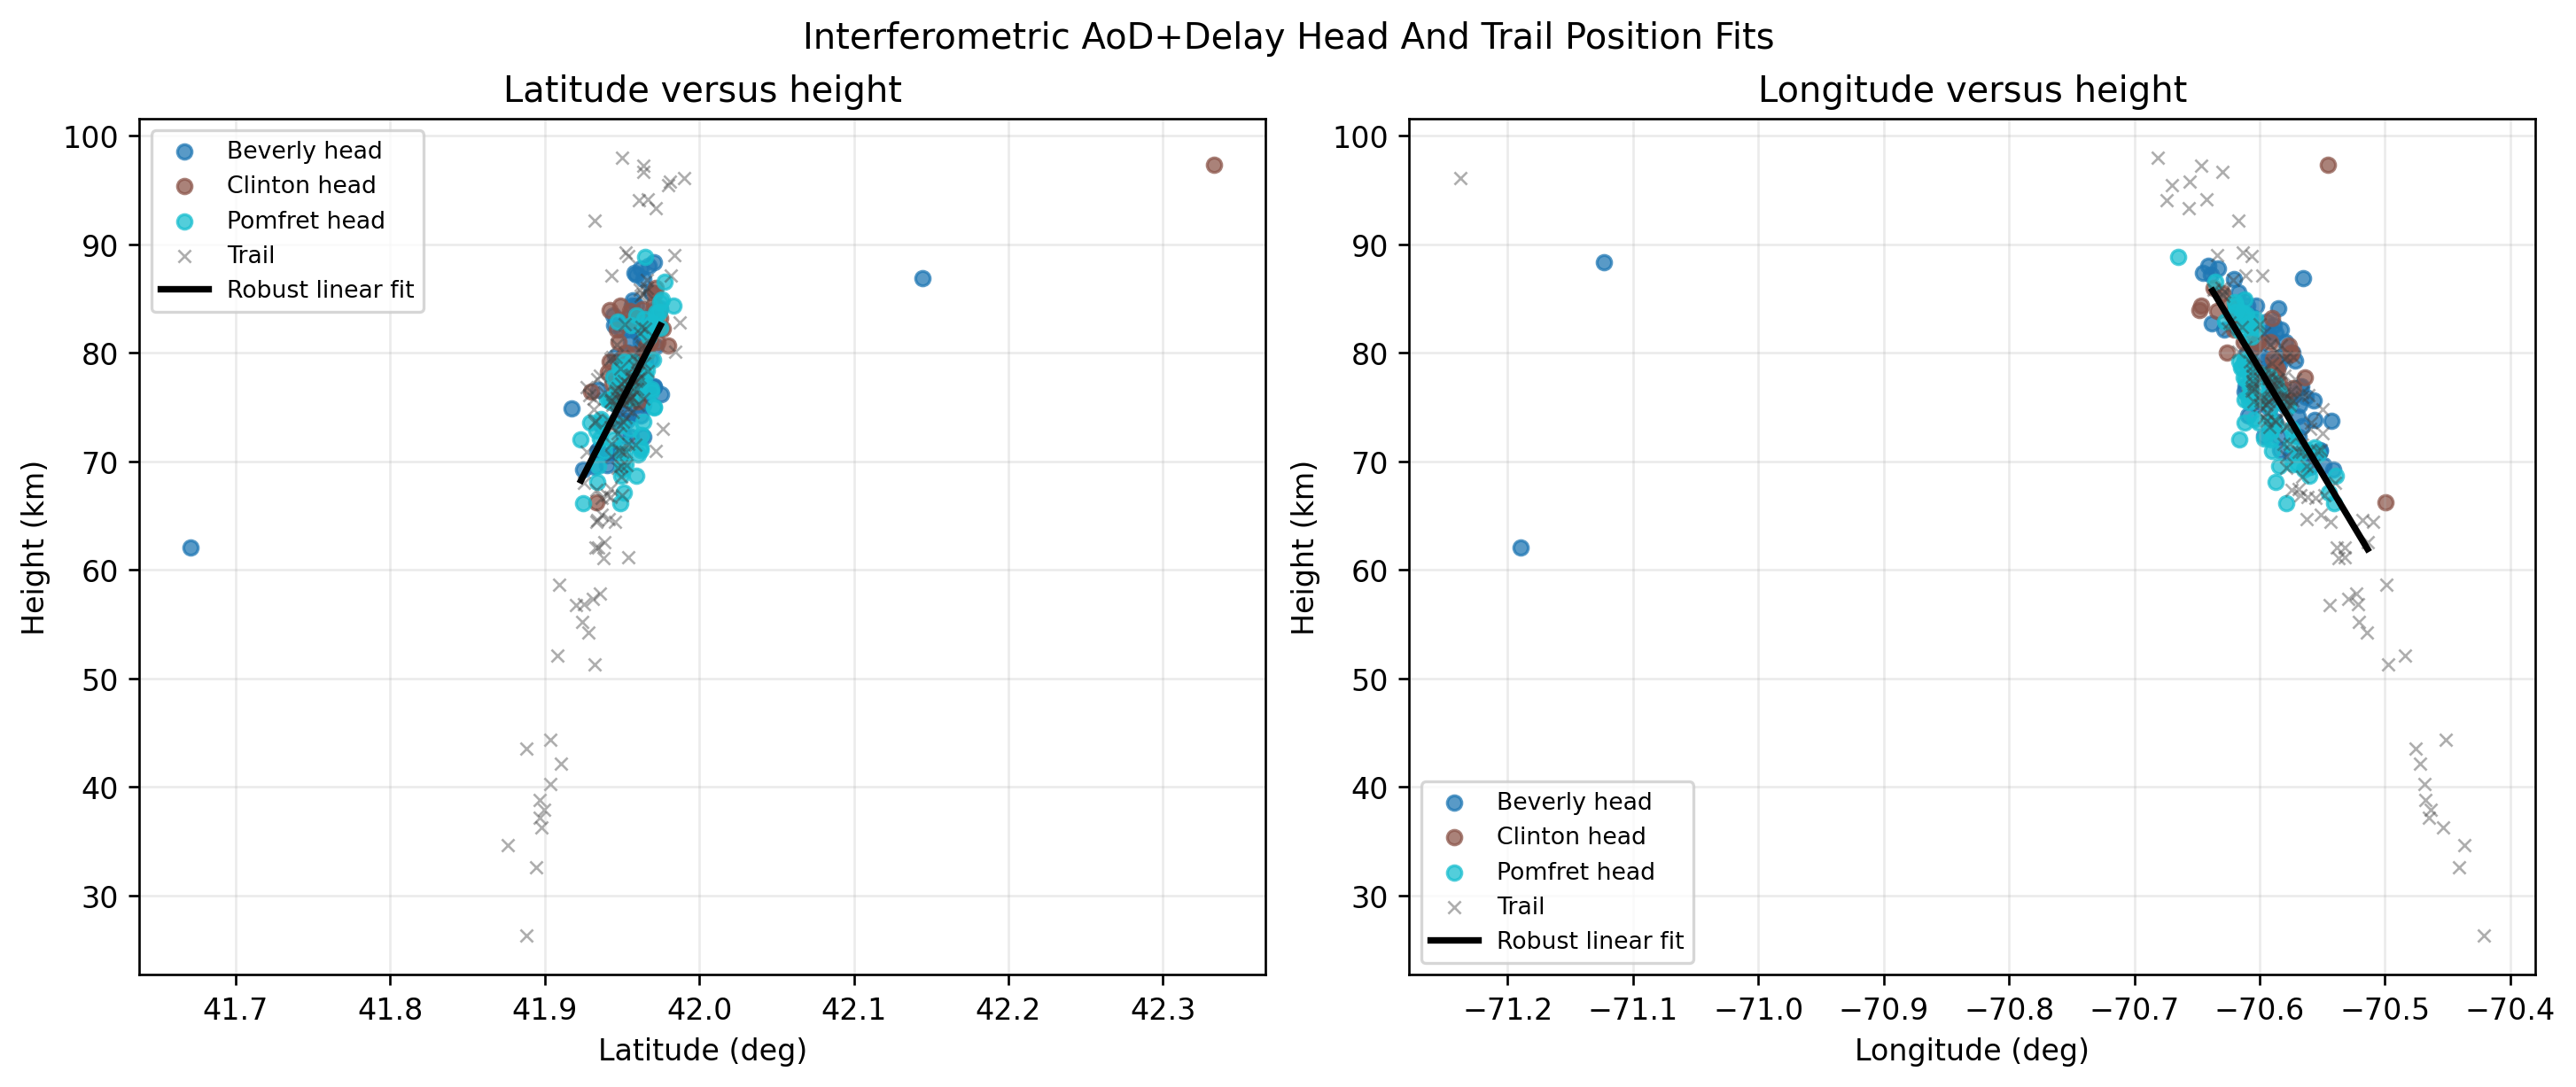 Interferometric AoD+Delay Head And Trail Position Fits
Latitude versus height
100
90
80
70
60
50
40
30
Height (km)
Beverly head
Clinton head
Pomfret head
Trail
Robust linear fit
41.7 41.8 41.9 42.0 42.1 42.2 42.3
Latitude (deg)
Longitude versus height
100
90
80
70
60
50
40
30
Height (km)
Beverly head
Clinton head
Pomfret head
Trail
Robust linear fit
−71.2 −71.1 −71.0 −70.9 −70.8 −70.7 −70.6 −70.5 −70.4
Longitude (deg)